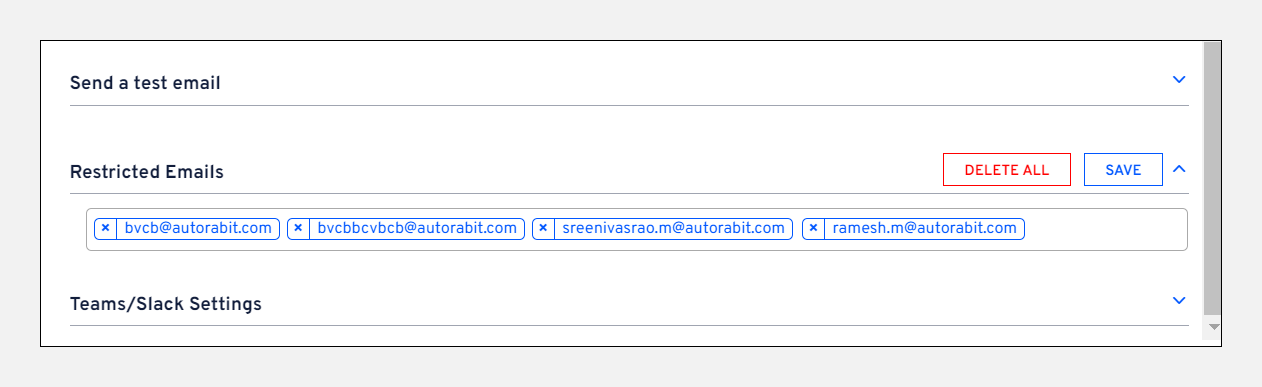 Send a test email
Restricted Emails DELETE ALL SAVE
× bvcb@autorabit.com × bvcbbcvbcb@autorabit.com × sreenivasrao.m@autorabit.com × ramesh.m@autorabit.com
Teams/Slack Settings